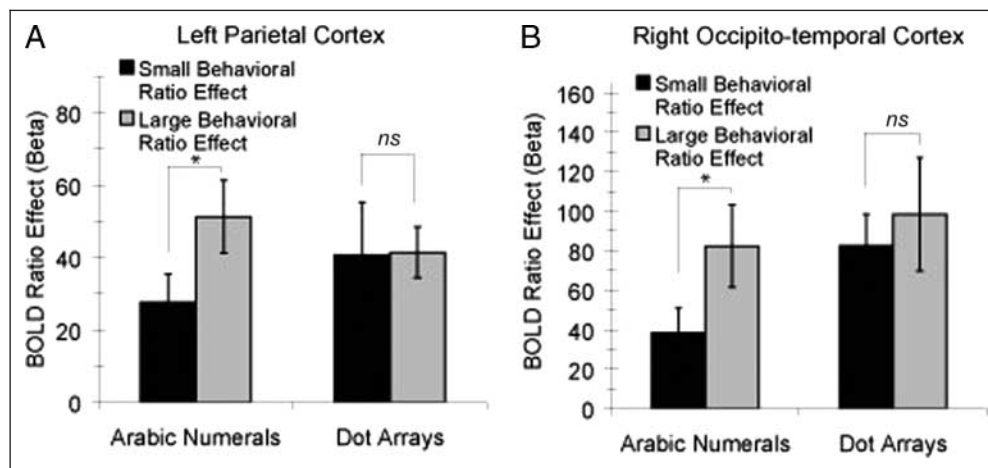 A
Left Parietal Cortex
Small Behavioral
Ratio Effect
Large Behavioral
Ratio Effect
BOLD Ratio Effect (Beta)
80
60
40
20
0
*
ns
Arabic Numerals
Dot Arrays
B
Right Occipito-temporal Cortex
Small Behavioral
Ratio Effect
Large Behavioral
Ratio Effect
BOLD Ratio Effect (Beta)
160
140
120
100
80
60
40
20
0
*
ns
Arabic Numerals
Dot Arrays